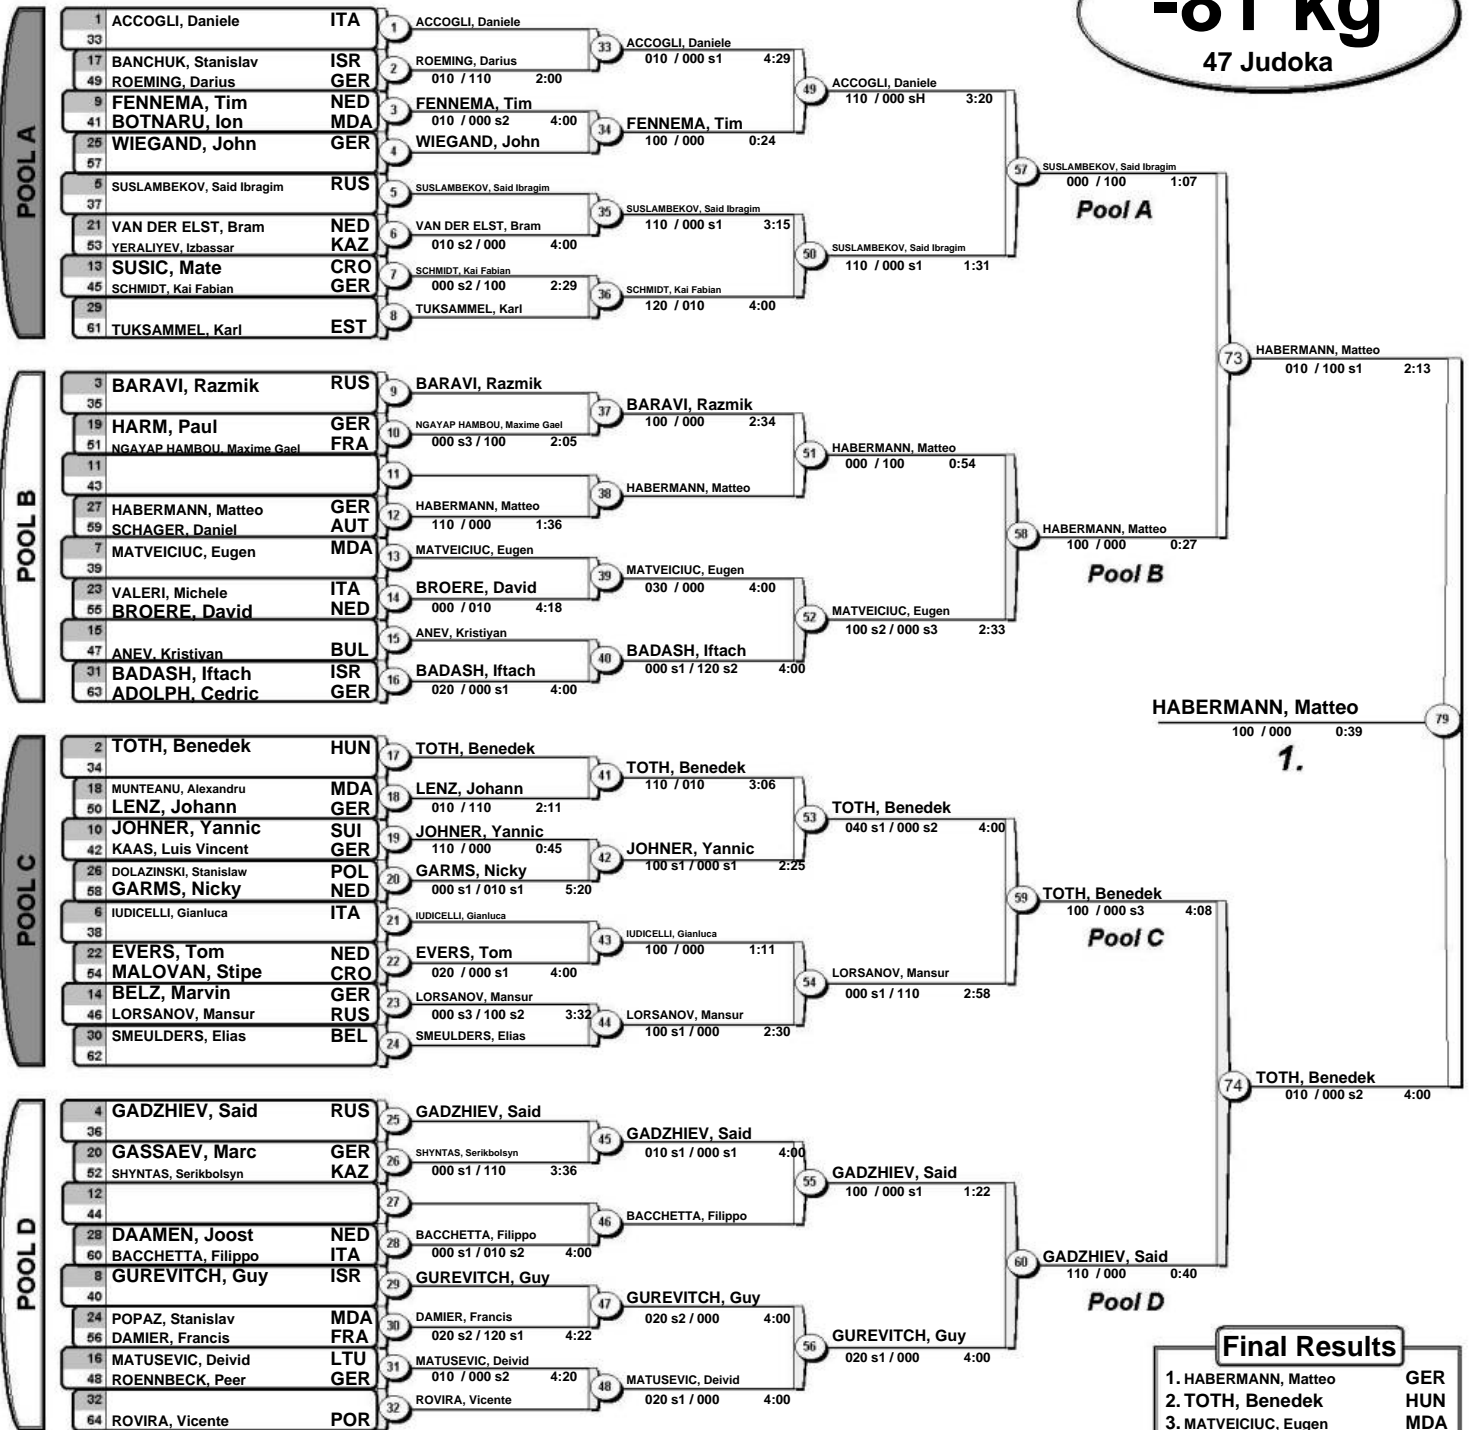 -81 kg
47 Judoka
POOL A
1 ACCOGLI, Daniele ITA
33
17 BANCHUK, Stanislav ISR
49 ROEMING, Darius GER
9 FENNEMA, Tim NED
41 BOTNARU, Ion MDA
25 WIEGAND, John GER
57
5 SUSLAMBEKOV, Said Ibragim RUS
37
21 VAN DER ELST, Bram NED
53 YERALIYEV, Izbassar KAZ
13 SUSIC, Mate CRO
45 SCHMIDT, Kai Fabian GER
29
61 TUKSAMMEL, Karl EST
1 ACCOGLI, Daniele
2 ROEMING, Darius
010 / 110 2:00
3 FENNEMA, Tim
010 / 000 s2 4:00
4 WIEGAND, John
5 SUSLAMBEKOV, Said Ibragim
6 VAN DER ELST, Bram
010 s2 / 000 4:00
7 SCHMIDT, Kai Fabian
000 s2 / 100 2:29
8 TUKSAMMEL, Karl
33 ACCOGLI, Daniele
010 / 000 s1 4:29
34 FENNEMA, Tim
100 / 000 0:24
35 SUSLAMBEKOV, Said Ibragim
110 / 000 s1 3:15
36 SCHMIDT, Kai Fabian
120 / 010 4:00
49 ACCOGLI, Daniele
110 / 000 sH 3:20
50 SUSLAMBEKOV, Said Ibragim
110 / 000 s1 1:31
57 SUSLAMBEKOV, Said Ibragim
000 / 100 1:07
Pool A
POOL B
3 BARAVI, Razmik RUS
35
19 HARM, Paul GER
51 NGAYAP HAMBOU, Maxime Gael FRA
11
43
27 HABERMANN, Matteo GER
59 SCHAGER, Daniel AUT
7 MATVEICIUC, Eugen MDA
39
23 VALERI, Michele ITA
55 BROERE, David NED
15
47 ANEV, Kristiyan BUL
31 BADASH, Iftach ISR
63 ADOLPH, Cedric GER
9 BARAVI, Razmik
10 NGAYAP HAMBOU, Maxime Gael
000 s3 / 100 2:05
11
12 HABERMANN, Matteo
110 / 000 1:36
13 MATVEICIUC, Eugen
14 BROERE, David
000 / 010 4:18
15 ANEV, Kristiyan
16 BADASH, Iftach
020 / 000 s1 4:00
37 BARAVI, Razmik
100 / 000 2:34
38 HABERMANN, Matteo
39 MATVEICIUC, Eugen
030 / 000 4:00
40 BADASH, Iftach
000 s1 / 120 s2 4:00
51 HABERMANN, Matteo
000 / 100 0:54
52 MATVEICIUC, Eugen
100 s2 / 000 s3 2:33
58 HABERMANN, Matteo
100 / 000 0:27
Pool B
73 HABERMANN, Matteo
010 / 100 s1 2:13
HABERMANN, Matteo 79
100 / 000 0:39
1.
POOL C
2 TOTH, Benedek HUN
34
18 MUNTEANU, Alexandru MDA
50 LENZ, Johann GER
10 JOHNER, Yannic SUI
42 KAAS, Luis Vincent GER
26 DOLAZINSKI, Stanislaw POL
58 GARMS, Nicky NED
6 IUDICELLI, Gianluca ITA
38
22 EVERS, Tom NED
54 MALOVAN, Stipe CRO
14 BELZ, Marvin GER
46 LORSANOV, Mansur RUS
30 SMEULDERS, Elias BEL
62
17 TOTH, Benedek
18 LENZ, Johann
010 / 110 2:11
19 JOHNER, Yannic
110 / 000 0:45
20 GARMS, Nicky
000 s1 / 010 s1 5:20
21 IUDICELLI, Gianluca
22 EVERS, Tom
020 / 000 s1 4:00
23 LORSANOV, Mansur
000 s3 / 100 s2 3:32
24 SMEULDERS, Elias
41 TOTH, Benedek
110 / 010 3:06
42 JOHNER, Yannic
100 s1 / 000 s1 2:25
43 IUDICELLI, Gianluca
100 / 000 1:11
44 LORSANOV, Mansur
100 s1 / 000 2:30
53 TOTH, Benedek
040 s1 / 000 s2 4:00
54 LORSANOV, Mansur
000 s1 / 110 2:58
59 TOTH, Benedek
100 / 000 s3 4:08
Pool C
POOL D
4 GADZHIEV, Said RUS
36
20 GASSAEV, Marc GER
52 SHYNTAS, Serikbolsyn KAZ
12
44
28 DAAMEN, Joost NED
60 BACCHETTA, Filippo ITA
8 GUREVITCH, Guy ISR
40
24 POPAZ, Stanislav MDA
56 DAMIER, Francis FRA
16 MATUSEVIC, Deivid LTU
48 ROENNBECK, Peer GER
32
64 ROVIRA, Vicente POR
25 GADZHIEV, Said
26 SHYNTAS, Serikbolsyn
000 s1 / 110 3:36
27
28 BACCHETTA, Filippo
000 s1 / 010 s2 4:00
29 GUREVITCH, Guy
30 DAMIER, Francis
020 s2 / 120 s1 4:22
31 MATUSEVIC, Deivid
010 / 000 s2 4:20
32 ROVIRA, Vicente
45 GADZHIEV, Said
010 s1 / 000 s1 4:00
46 BACCHETTA, Filippo
47 GUREVITCH, Guy
020 s2 / 000 4:00
48 MATUSEVIC, Deivid
020 s1 / 000 4:00
55 GADZHIEV, Said
100 / 000 s1 1:22
56 GUREVITCH, Guy
020 s1 / 000 4:00
60 GADZHIEV, Said
110 / 000 0:40
Pool D
74 TOTH, Benedek
010 / 000 s2 4:00
Final Results
1. HABERMANN, Matteo GER
2. TOTH, Benedek HUN
3. MATVEICIUC, Eugen MDA